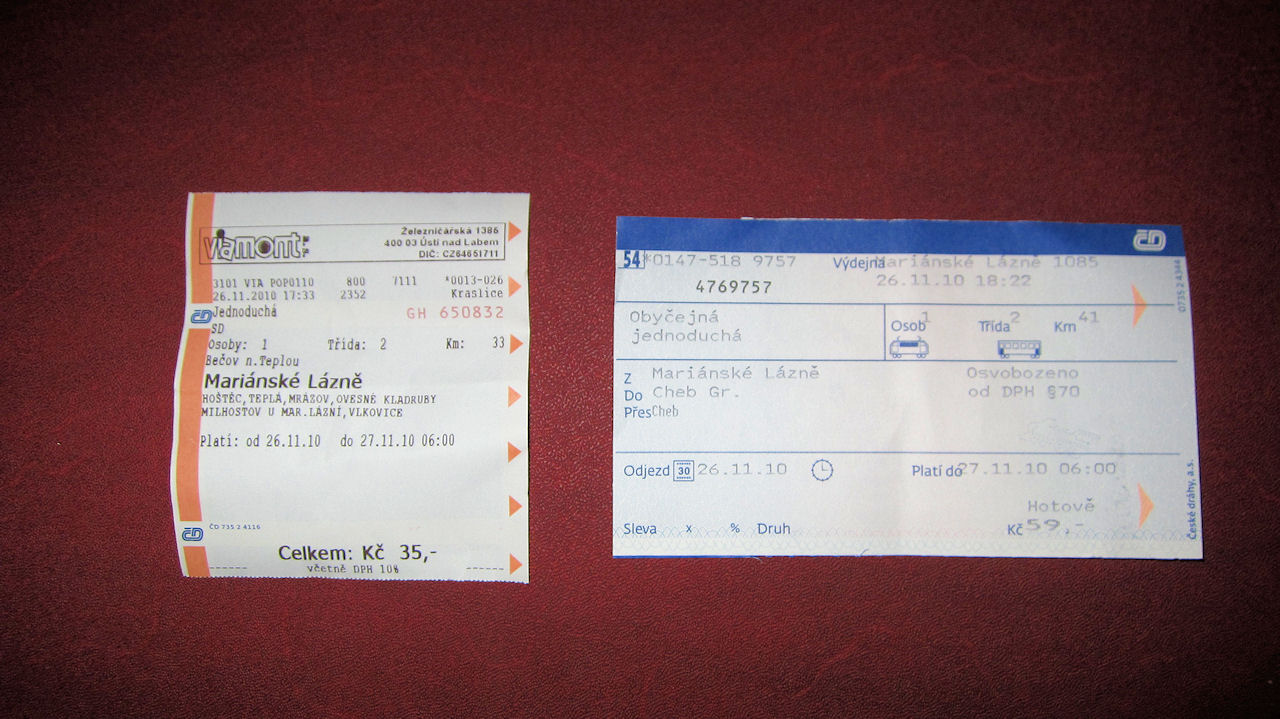 viamont
Železničářská 1386
400 03 Ústí nad Labem
DIČ: CZ64651711
3101 VIA POP0110 800 7111 *0013-026
26.11.2010 17:33 2352 Kraslice
ČD Jednoduchá GH 650832
SD
Osoby: 1 Třída: 2 Km: 33
Bečov n.Teplou
Mariánské Lázně
HOŠTĚC,TEPLÁ,MRÁZOV,OVESNÉ KLADRUBY
MILHOSTOV U MAR.LÁZNÍ,VLKOVICE
Platí: od 26.11.10 do 27.11.10 06:00
ČD ČD 735 2 4116
Celkem: Kč 35,-
včetně DPH 10%
ČD
54 *0147-518 9757 Výdejna Mariánské Lázně 1085
4769757 26.11.10 18:22
0735 2 4344
Obyčejná
jednoduchá
Osob 1 Třída 2 Km 41
Z Mariánské Lázně Osvobozeno
Do Cheb Gr. od DPH §70
Přes Cheb
Odjezd 30 26.11.10 Platí do 27.11.10 06:00
Hotově
Sleva x % Druh Kč 59,-
České dráhy, a.s.